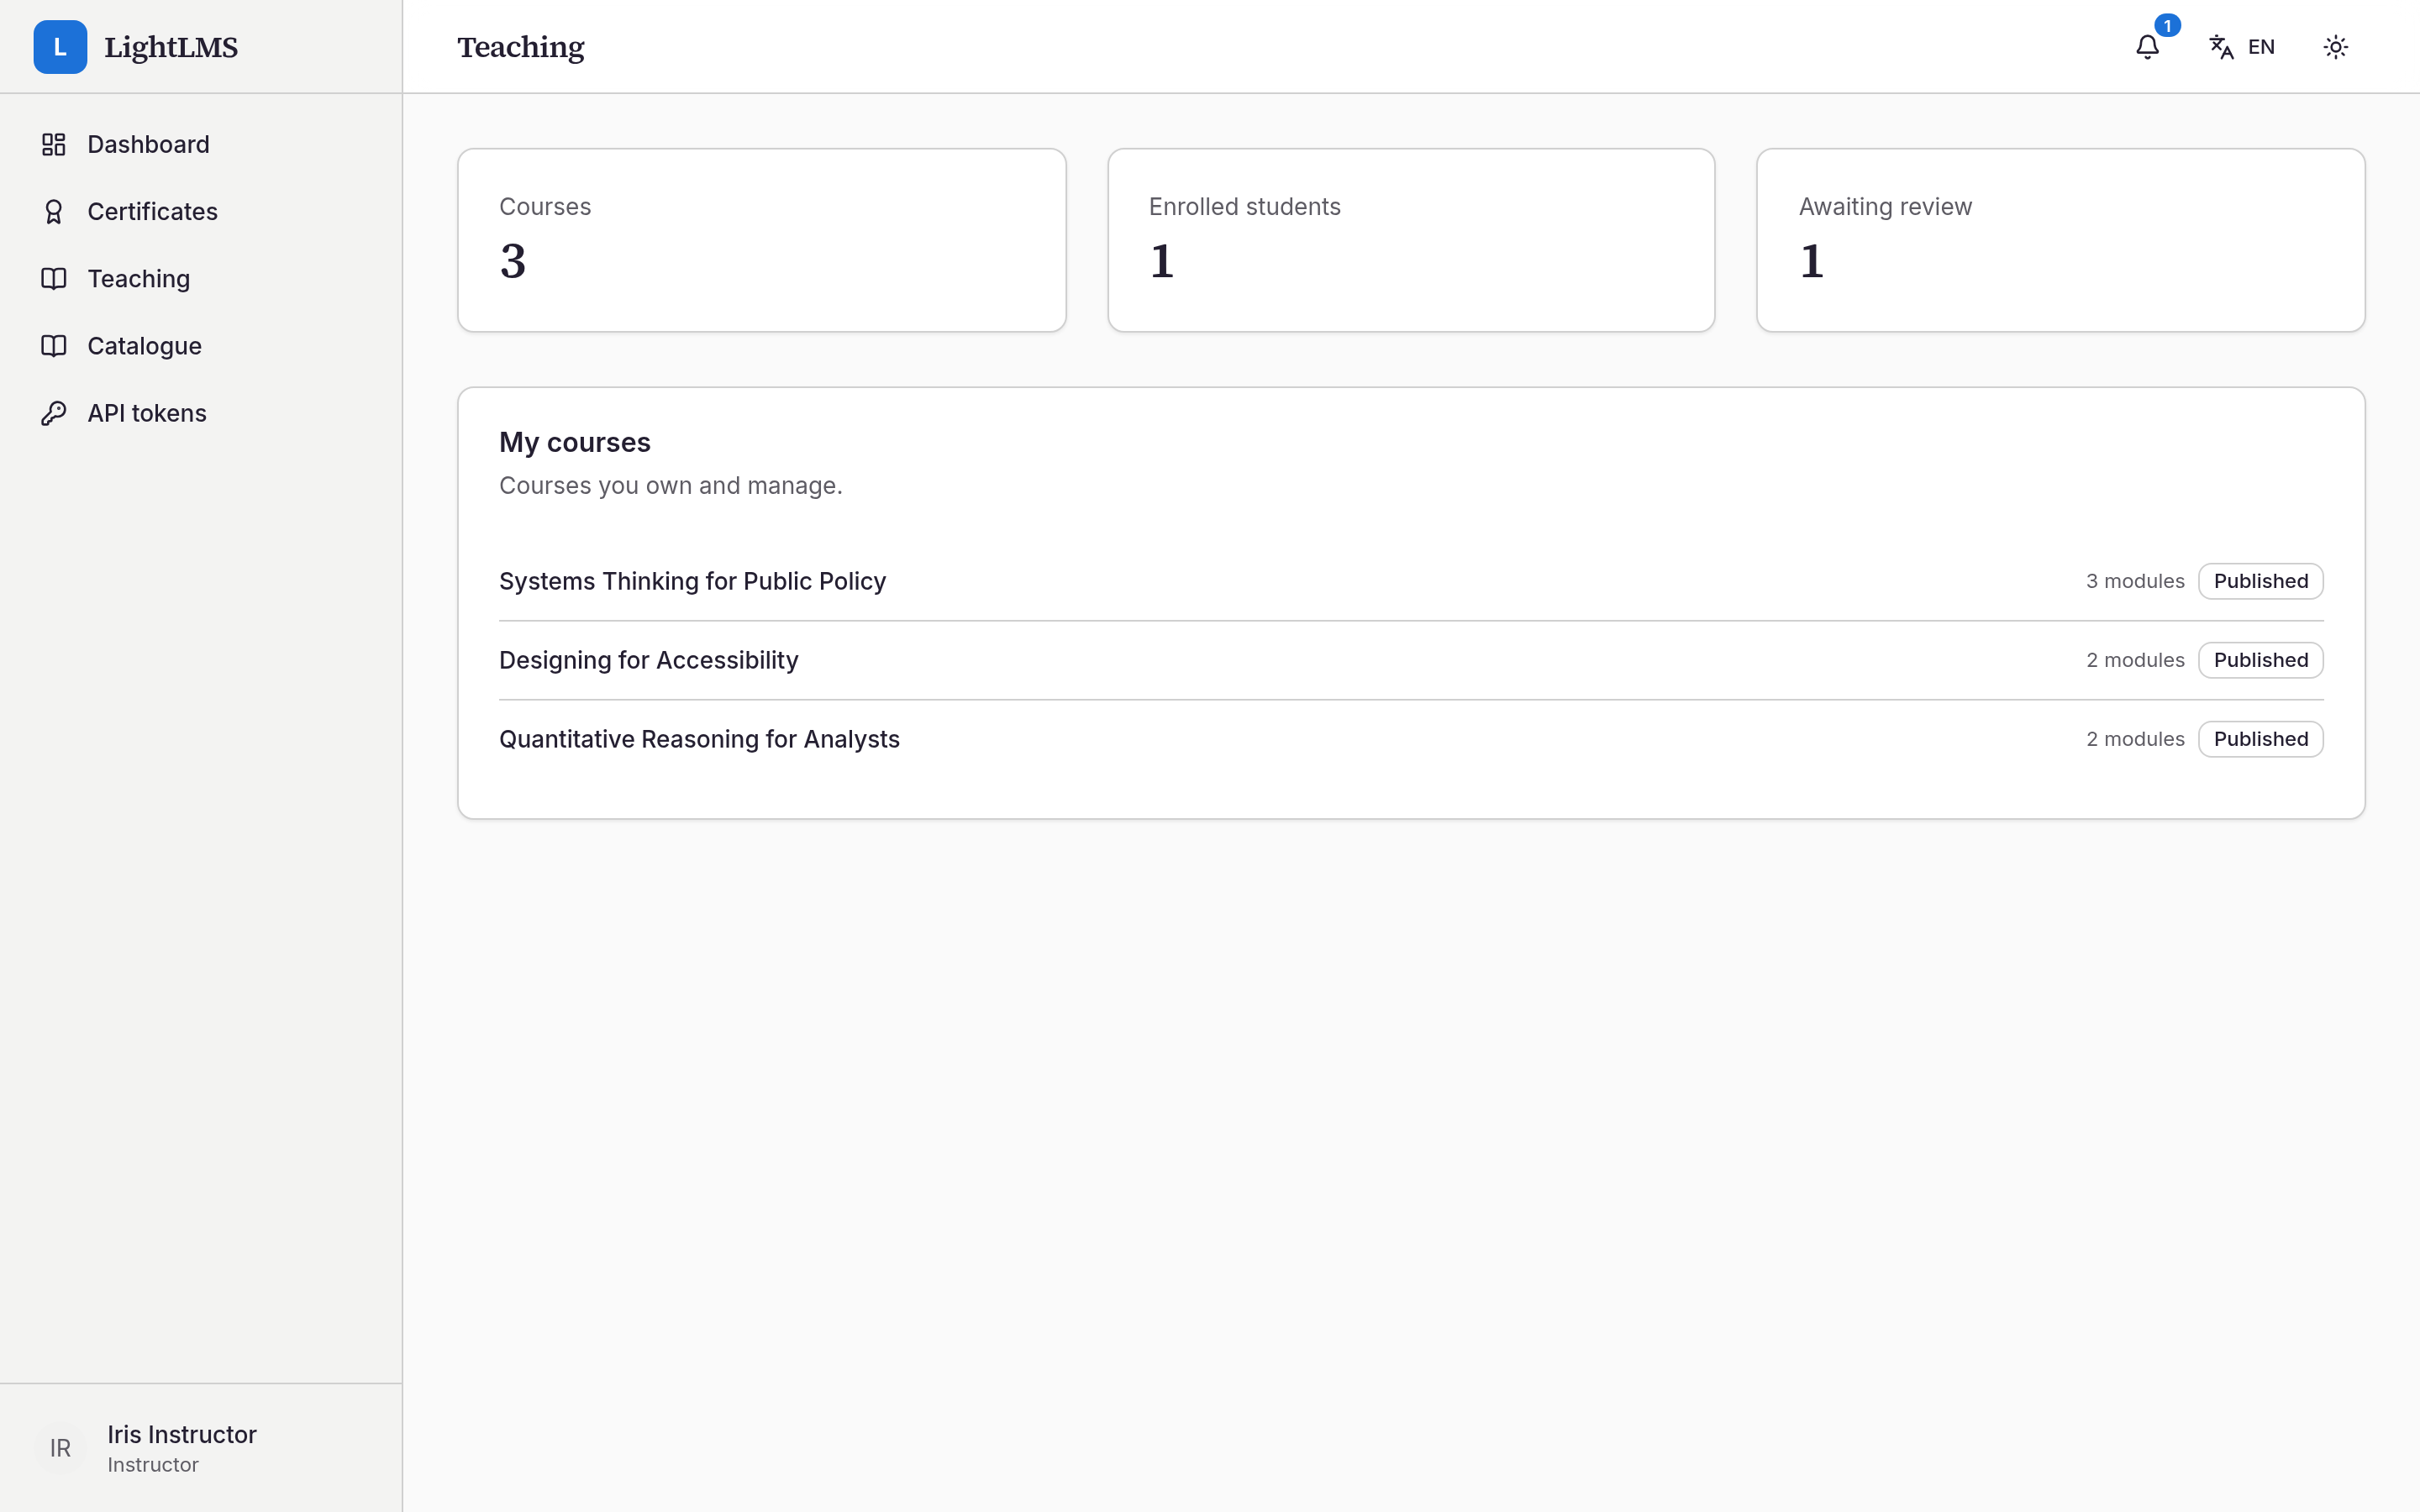 L LightLMS
Teaching
1
EN
Dashboard
Certificates
Teaching
Catalogue
API tokens
Courses
3
Enrolled students
1
Awaiting review
1
My courses
Courses you own and manage.
Systems Thinking for Public Policy 3 modules Published
Designing for Accessibility 2 modules Published
Quantitative Reasoning for Analysts 2 modules Published
IR
Iris Instructor
Instructor